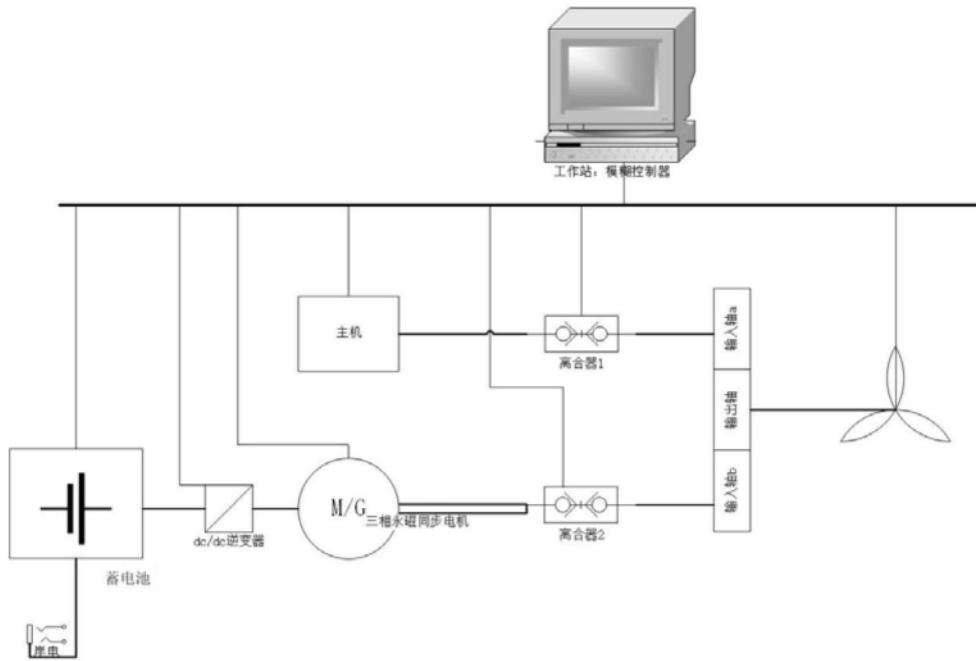 工作站: 模糊控制器
主机
离合器1
输入轴a
输出轴
输入轴b
M/G
三相永磁同步电机
离合器2
dc/dc逆变器
蓄电池
岸电